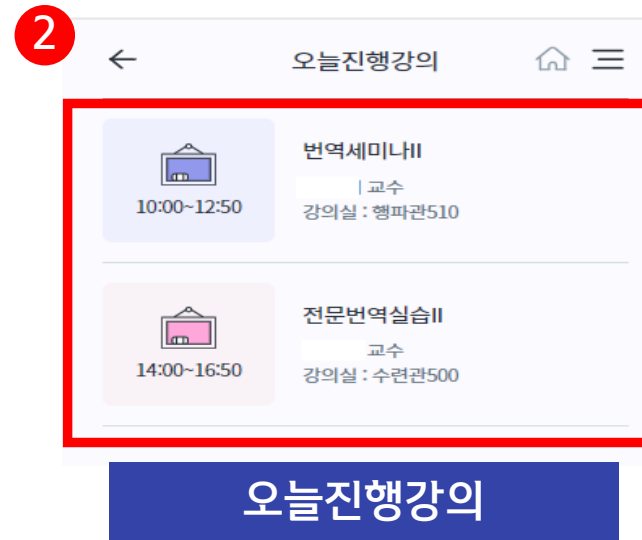 2
오늘진행강의
번역세미나II
| 교수
10:00~12:50
강의실 : 행파관510
전문번역실습II
교수
14:00~16:50
강의실 : 수련관500
오늘진행강의